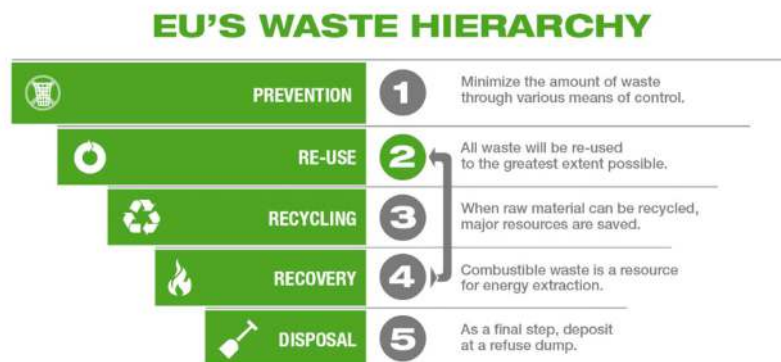 EU'S WASTE HIERARCHY
PREVENTION
1
Minimize the amount of waste
through various means of control.
RE-USE
2
All waste will be re-used
to the greatest extent possible.
RECYCLING
3
When raw material can be recycled,
major resources are saved.
RECOVERY
4
Combustible waste is a resource
for energy extraction.
DISPOSAL
5
As a final step, deposit
at a refuse dump.